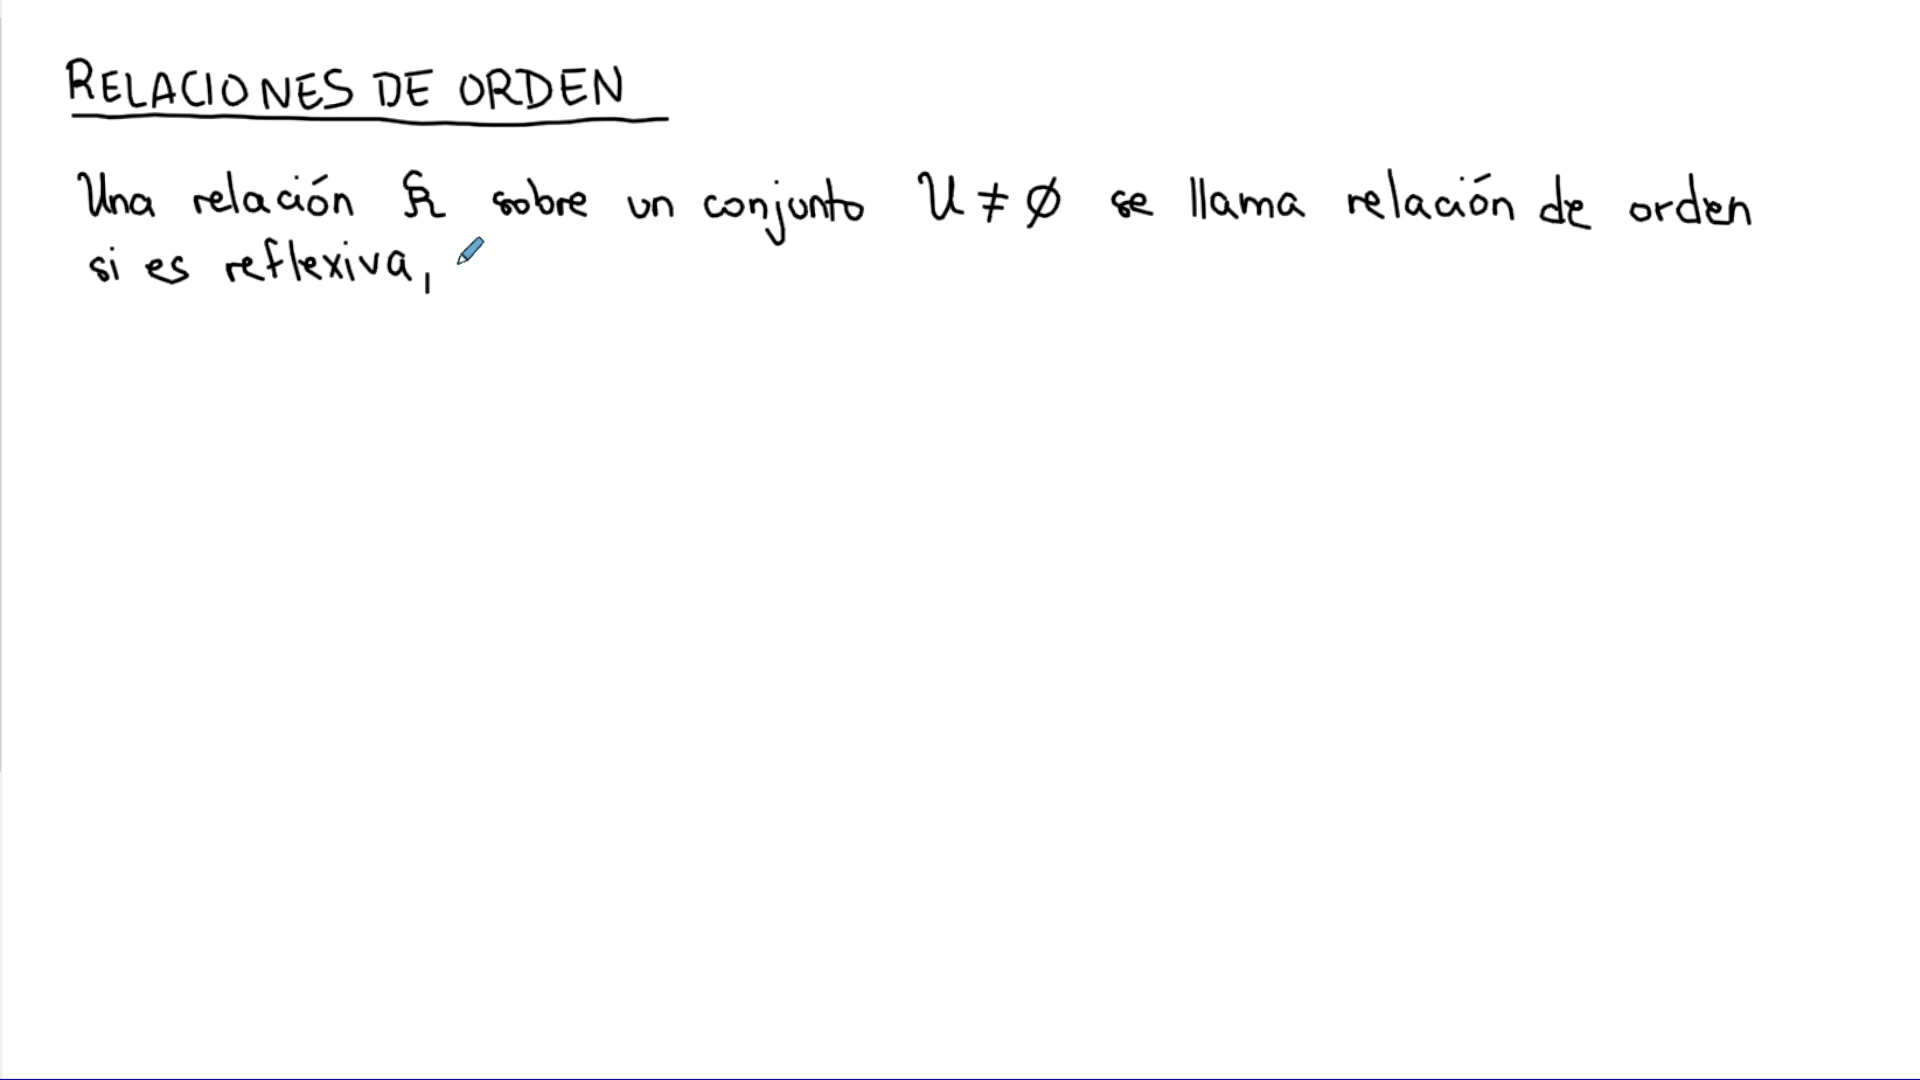 RELACIONES DE ORDEN
Una relación ℜ sobre un conjunto U ≠ ∅ se llama relación de orden
si es reflexiva,